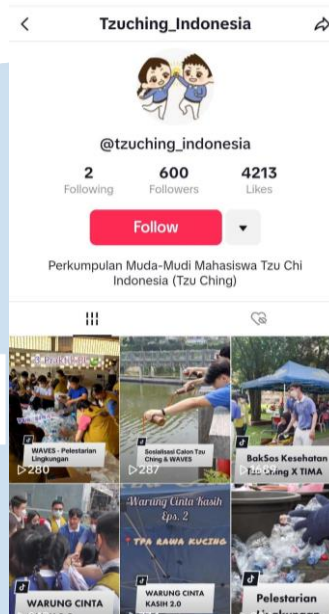 Tzuching_Indonesia
@tzuching_indonesia
2
600
4213
Following
Followers
Likes
Follow
Perkumpulan Muda-Mudi Mahasiswa Tzu Chi
Indonesia (Tzu Ching)
WAVES - Pelestarian
Lingkungan
280
Sosialisasi Calon Tzu
Ching & WAVES
287
BakSos Kesehatan
Tzu Ching X TIMA
WARUNG CINTA
Warung Cinta Kasih
Eps. 2
TPA RAWA KUCING
WARUNG CINTA
KASIH 2.0
Pelestarian
Lingkungan